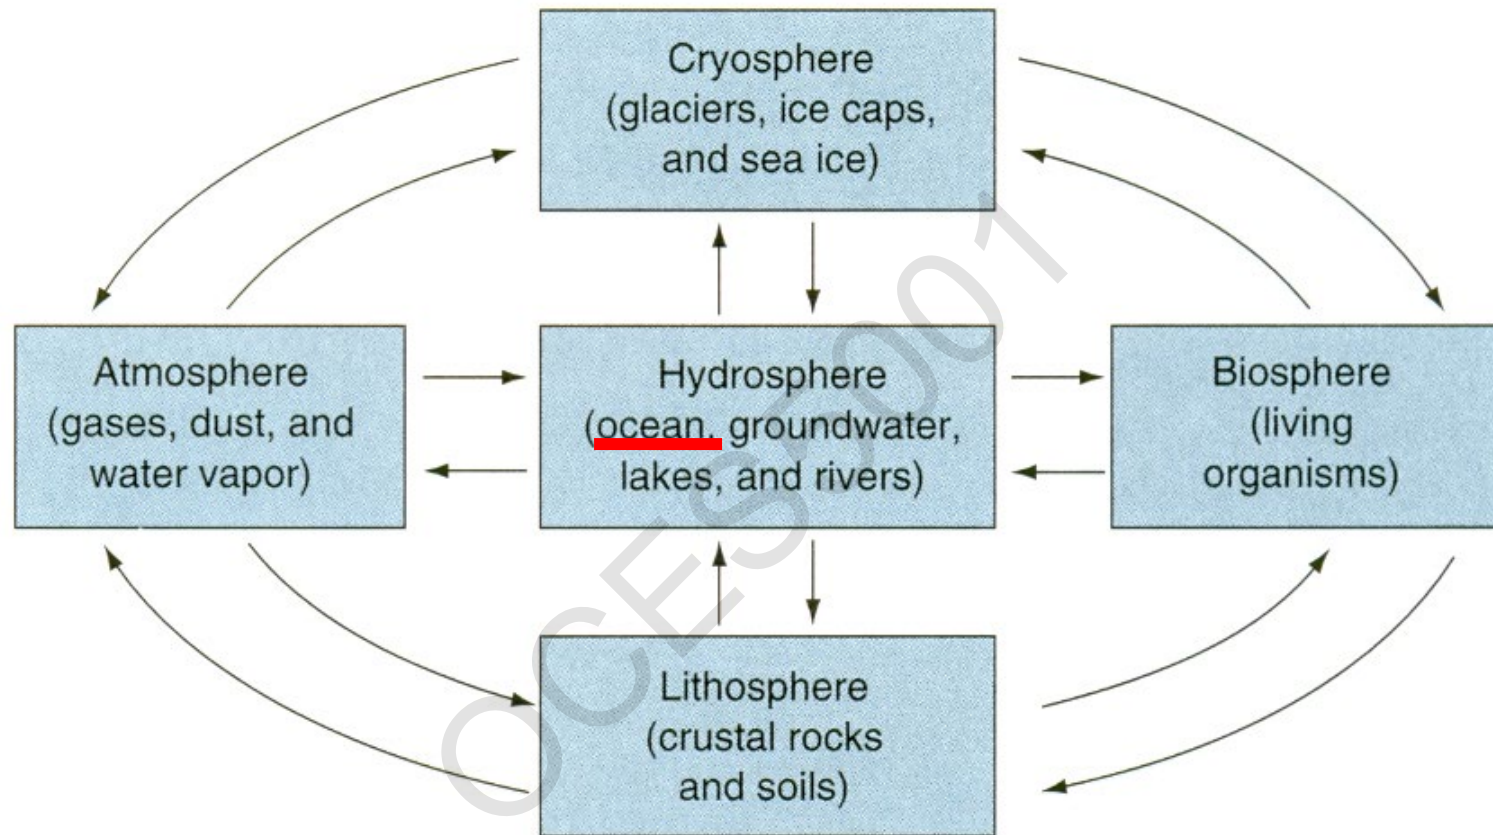 Cryosphere
(glaciers, ice caps,
and sea ice)
Atmosphere
(gases, dust, and
water vapor)
Hydrosphere
(ocean, groundwater,
lakes, and rivers)
Biosphere
(living
organisms)
Lithosphere
(crustal rocks
and soils)
OCES5001